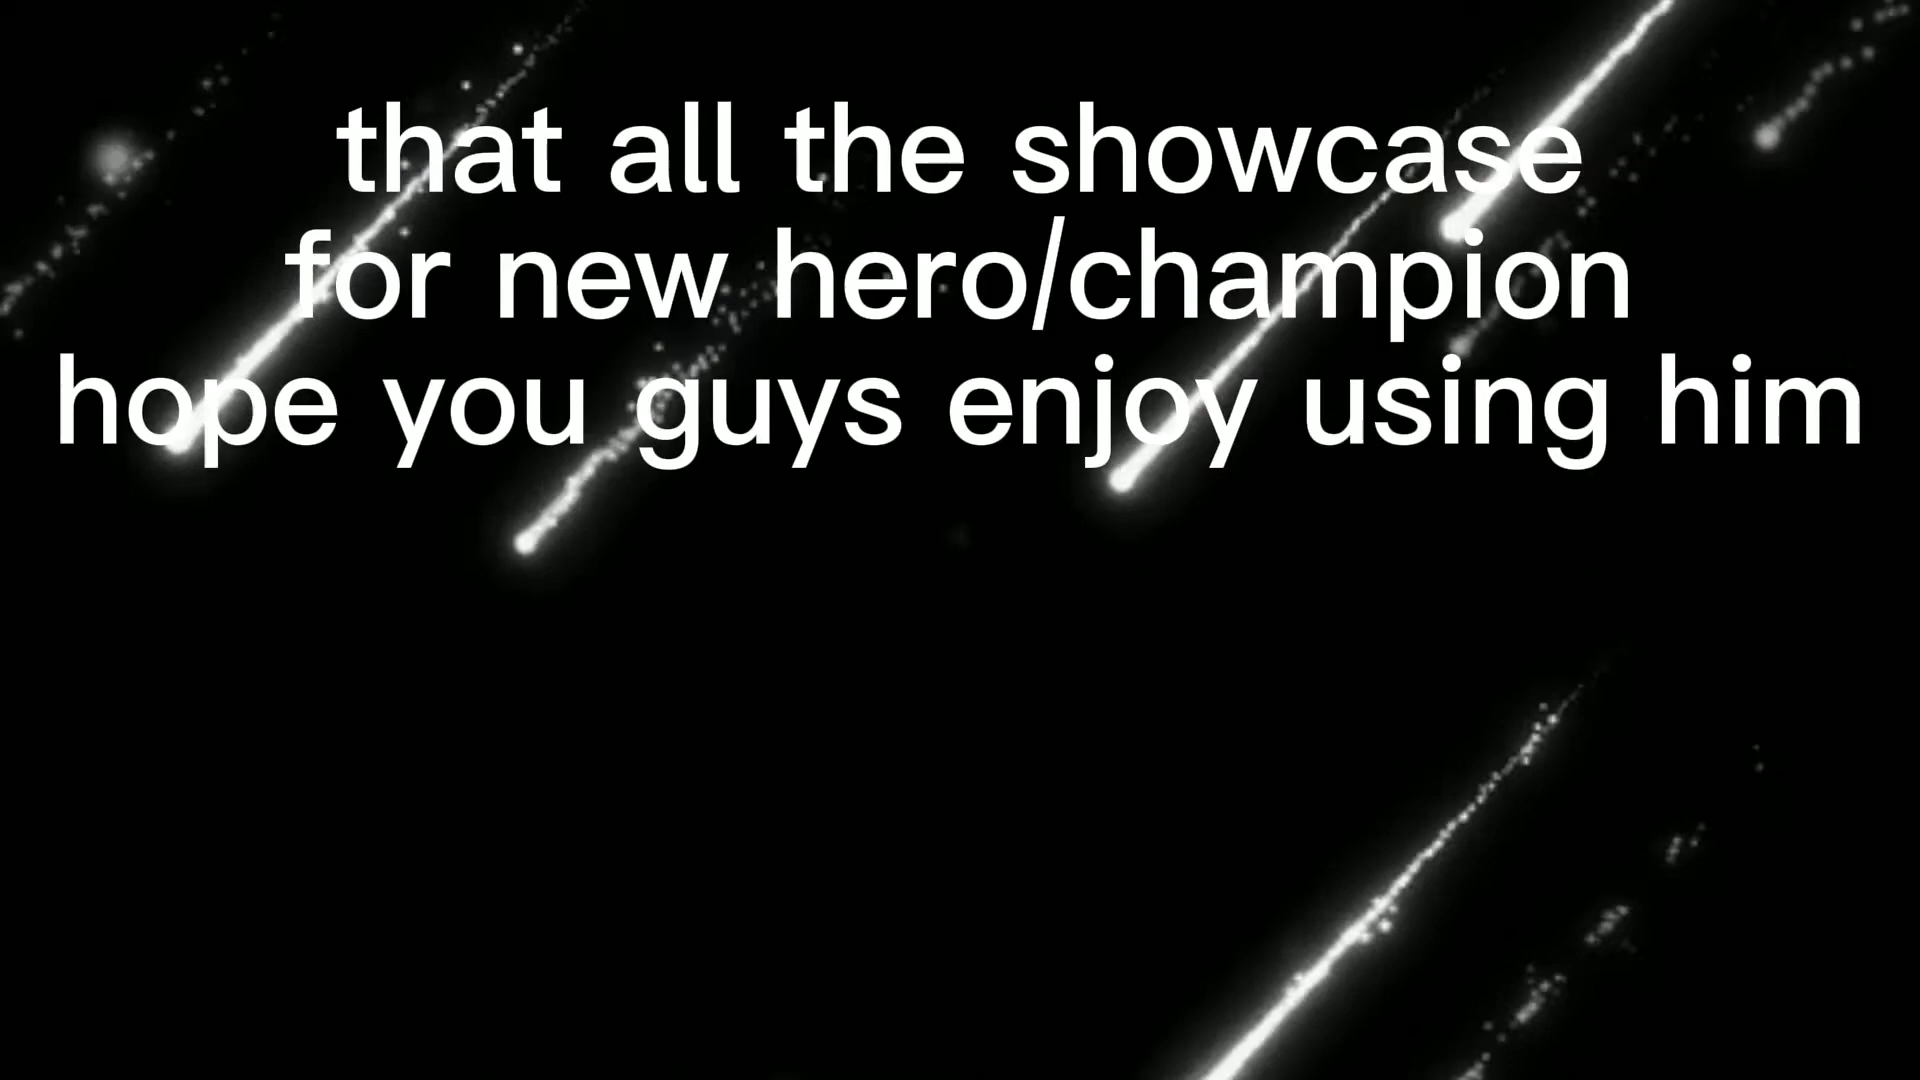 that all the showcase
for new hero/champion
hope you guys enjoy using him